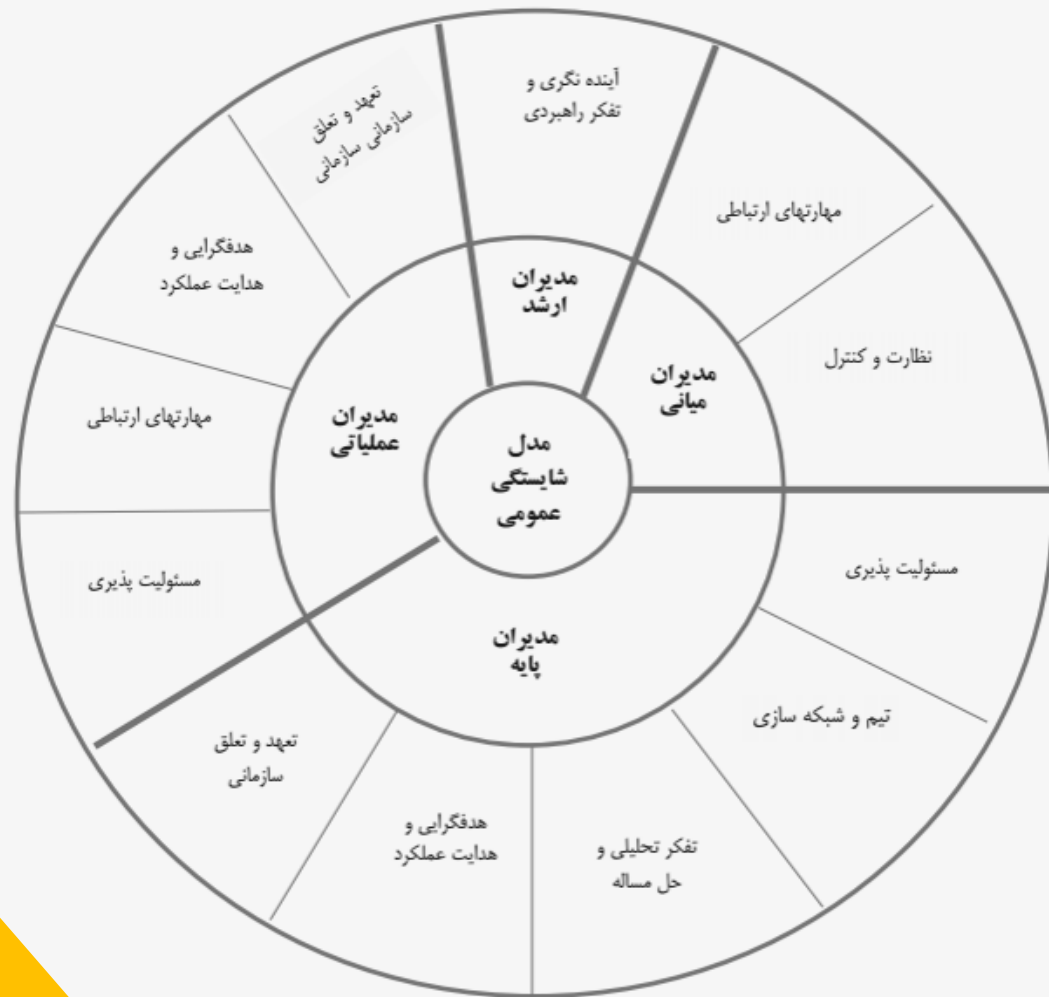 آینده نگری و
تفکر راهبردی
تعهد و تعلق
سازمانی سازمانی
مهارتهای ارتباطی
هدفگرایی و
هدایت عملکرد
مدیران
ارشد
نظارت و کنترل
مدیران
میانی
مهارتهای ارتباطی
مدیران
عملیاتی
مدل
شایستگی
عمومی
مسئولیت پذیری
مسئولیت پذیری
مدیران
پایه
تیم و شبکه سازی
تعهد و تعلق
سازمانی
هدفگرایی و
هدایت عملکرد
تفکر تحلیلی و
حل مساله